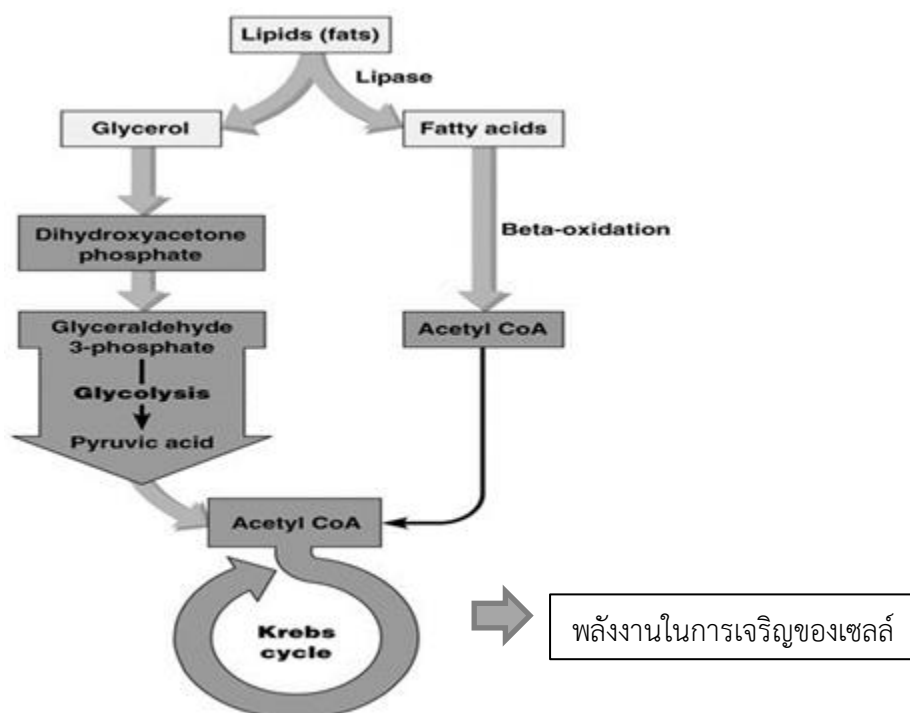 Lipids (fats)
Lipase
Glycerol
Fatty acids
Dihydroxyacetone
phosphate
Beta-oxidation
Glyceraldehyde
3-phosphate
Acetyl CoA
Glycolysis
Pyruvic acid
Acetyl CoA
Krebs
cycle
พลังงานในการเจริญของเซลล์